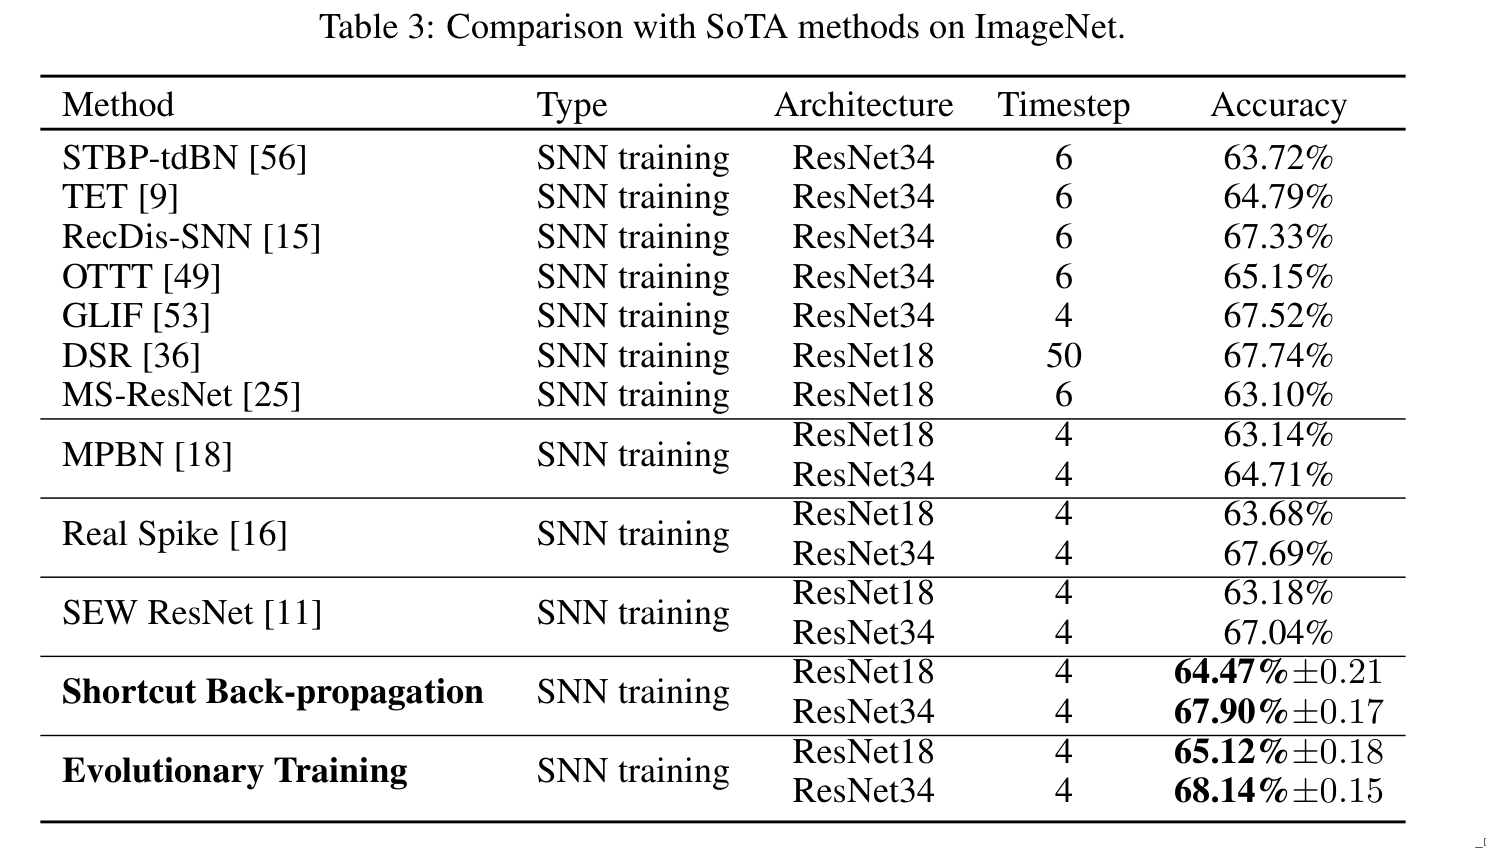 Table 3: Comparison with SoTA methods on ImageNet.
Method Type Architecture Timestep Accuracy
STBP-tdBN [56] SNN training ResNet34 6 63.72%
TET [9] SNN training ResNet34 6 64.79%
RecDis-SNN [15] SNN training ResNet34 6 67.33%
OTTT [49] SNN training ResNet34 6 65.15%
GLIF [53] SNN training ResNet34 4 67.52%
DSR [36] SNN training ResNet18 50 67.74%
MS-ResNet [25] SNN training ResNet18 6 63.10%
MPBN [18] SNN training ResNet18 4 63.14%
ResNet34 4 64.71%
Real Spike [16] SNN training ResNet18 4 63.68%
ResNet34 4 67.69%
SEW ResNet [11] SNN training ResNet18 4 63.18%
ResNet34 4 67.04%
Shortcut Back-propagation SNN training ResNet18 4 64.47%±0.21
ResNet34 4 67.90%±0.17
Evolutionary Training SNN training ResNet18 4 65.12%±0.18
ResNet34 4 68.14%±0.15